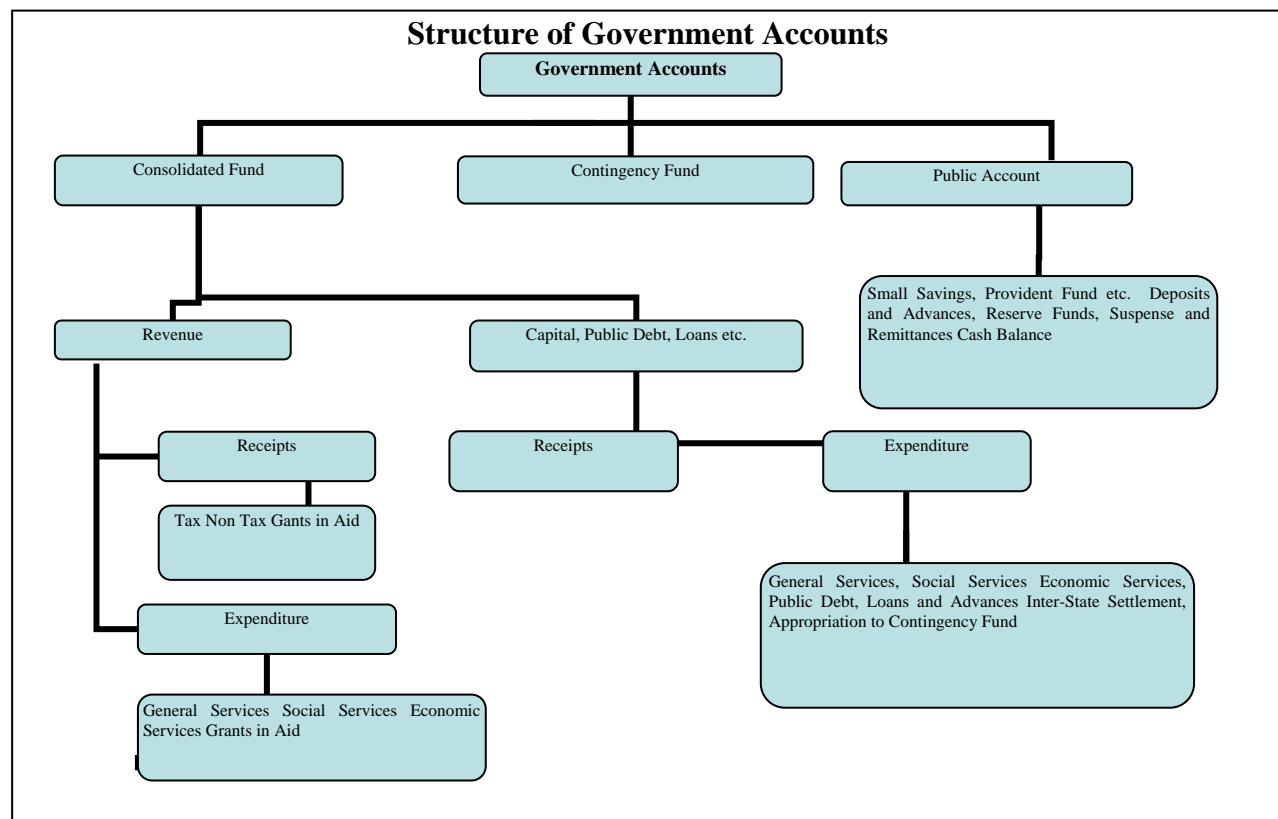 Structure of Government Accounts
Government Accounts
Consolidated Fund
Contingency Fund
Public Account
Small Savings, Provident Fund etc. Deposits
and Advances, Reserve Funds, Suspense and
Remittances Cash Balance
Revenue
Capital, Public Debt, Loans etc.
Receipts
Receipts
Expenditure
Tax Non Tax Gants in Aid
General Services, Social Services Economic Services,
Public Debt, Loans and Advances Inter-State Settlement,
Appropriation to Contingency Fund
Expenditure
General Services Social Services Economic
Services Grants in Aid